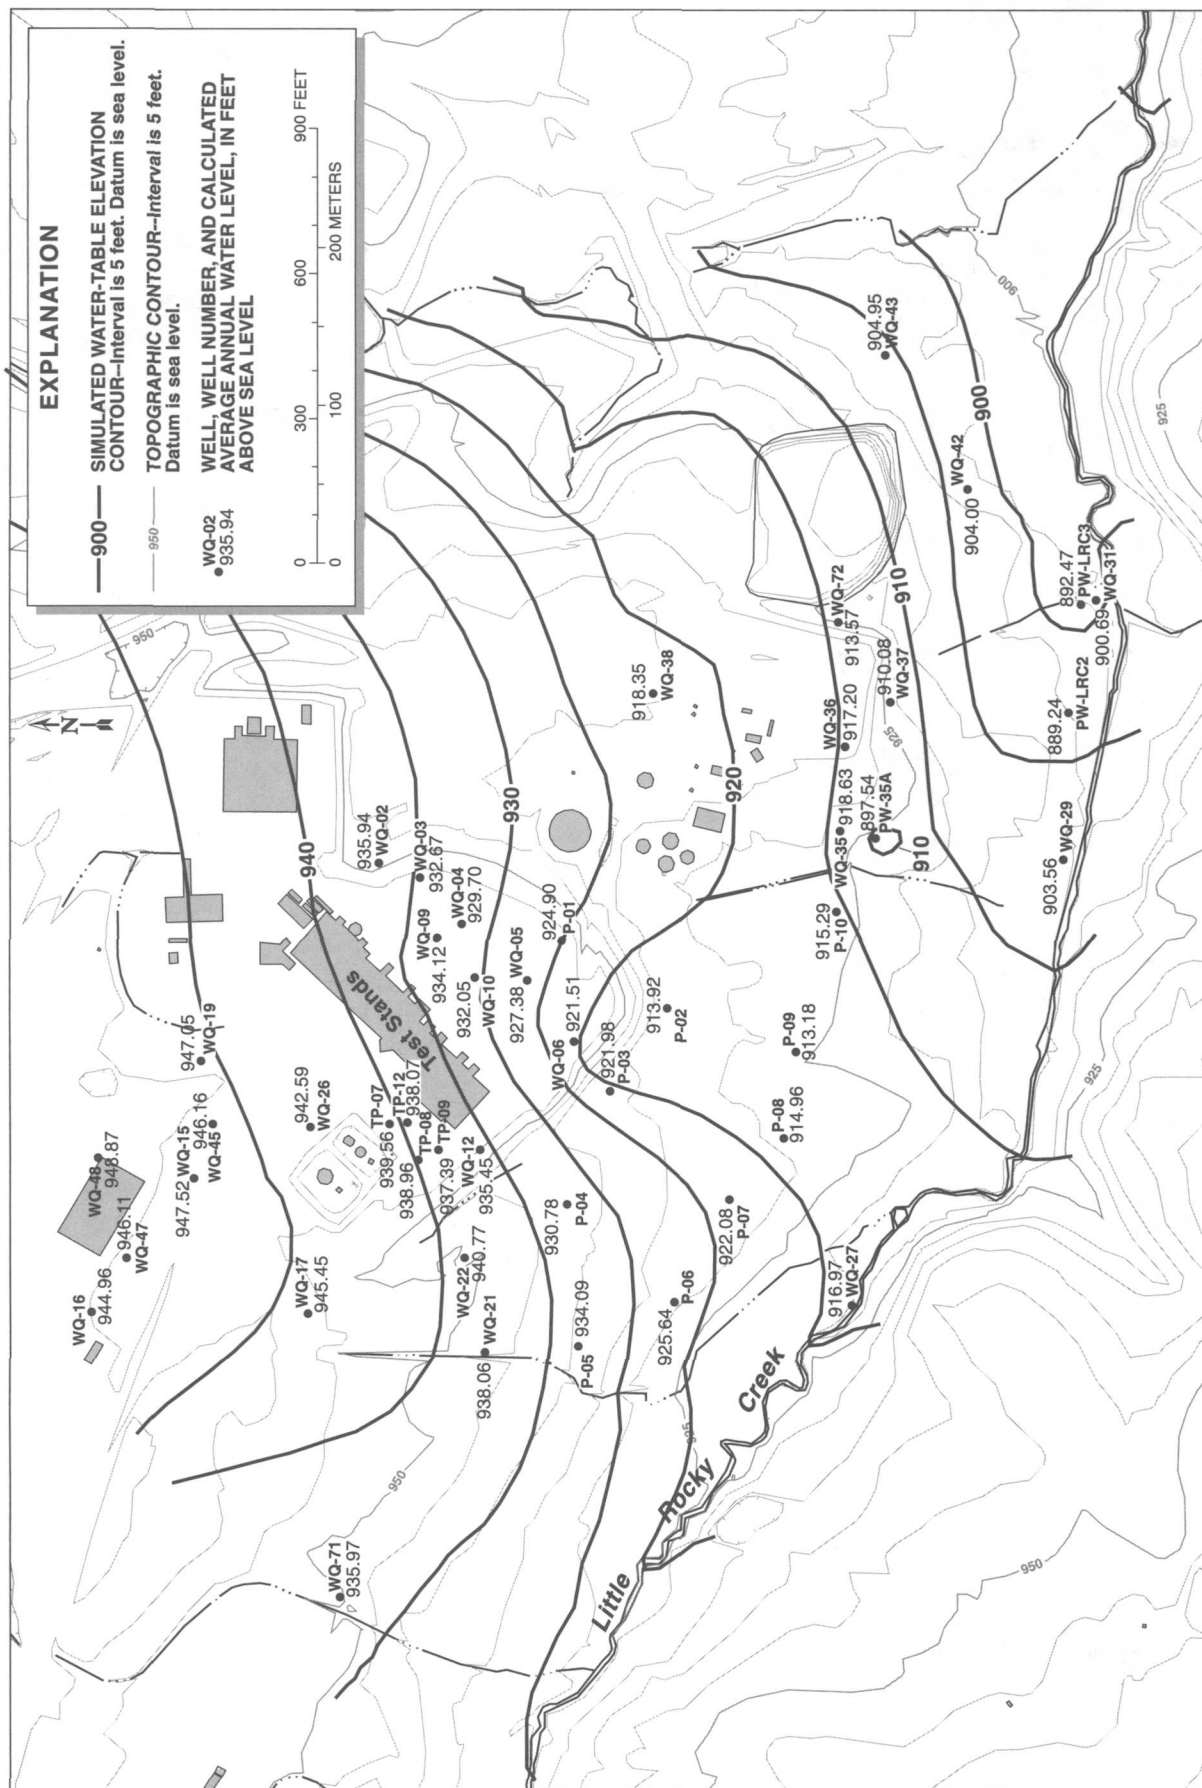 EXPLANATION
900
SIMULATED WATER-TABLE ELEVATION
CONTOUR--Interval is 5 feet. Datum is sea level.
950
TOPOGRAPHIC CONTOUR--Interval is 5 feet.
Datum is sea level.
WQ-02
935.94
WELL, WELL NUMBER, AND CALCULATED
AVERAGE ANNUAL WATER LEVEL, IN FEET
ABOVE SEA LEVEL
0 300 600 900 FEET
0 100 200 METERS
N
WQ-16
944.96
WQ-48
948.87
946.11
WQ-47
947.52
WQ-15
946.16
WQ-45
947.05
WQ-19
WQ-17
945.45
942.59
WQ-26
950
940
935.94
WQ-02
WQ-71
935.97
950
Test Stands
TP-07
939.56
TP-12
938.07
TP-08
938.96
TP-09
937.39
WQ-12
935.45
WQ-22
940.77
WQ-21
938.06
WQ-03
932.67
WQ-09
934.12
WQ-04
929.70
932.05
WQ-10
930
WQ-05
927.38
924.90
P-01
930.78
P-04
P-05
934.09
WQ-06
921.51
921.98
P-03
913.92
P-02
918.35
WQ-38
920
P-06
925.64
922.08
P-07
P-09
913.18
P-08
914.96
915.29
P-10
WQ-35
918.63
WQ-36
917.20
WQ-72
913.57
897.54
PW-35A
910.08
WQ-37
925
910
910
904.95
WQ-43
WQ-42
904.00
900
900
916.97
WQ-27
Little Rocky Creek
925
903.56
WQ-29
889.24
PW-LRC2
892.47
PW-LRC3
900.69
WQ-31
925
925
950